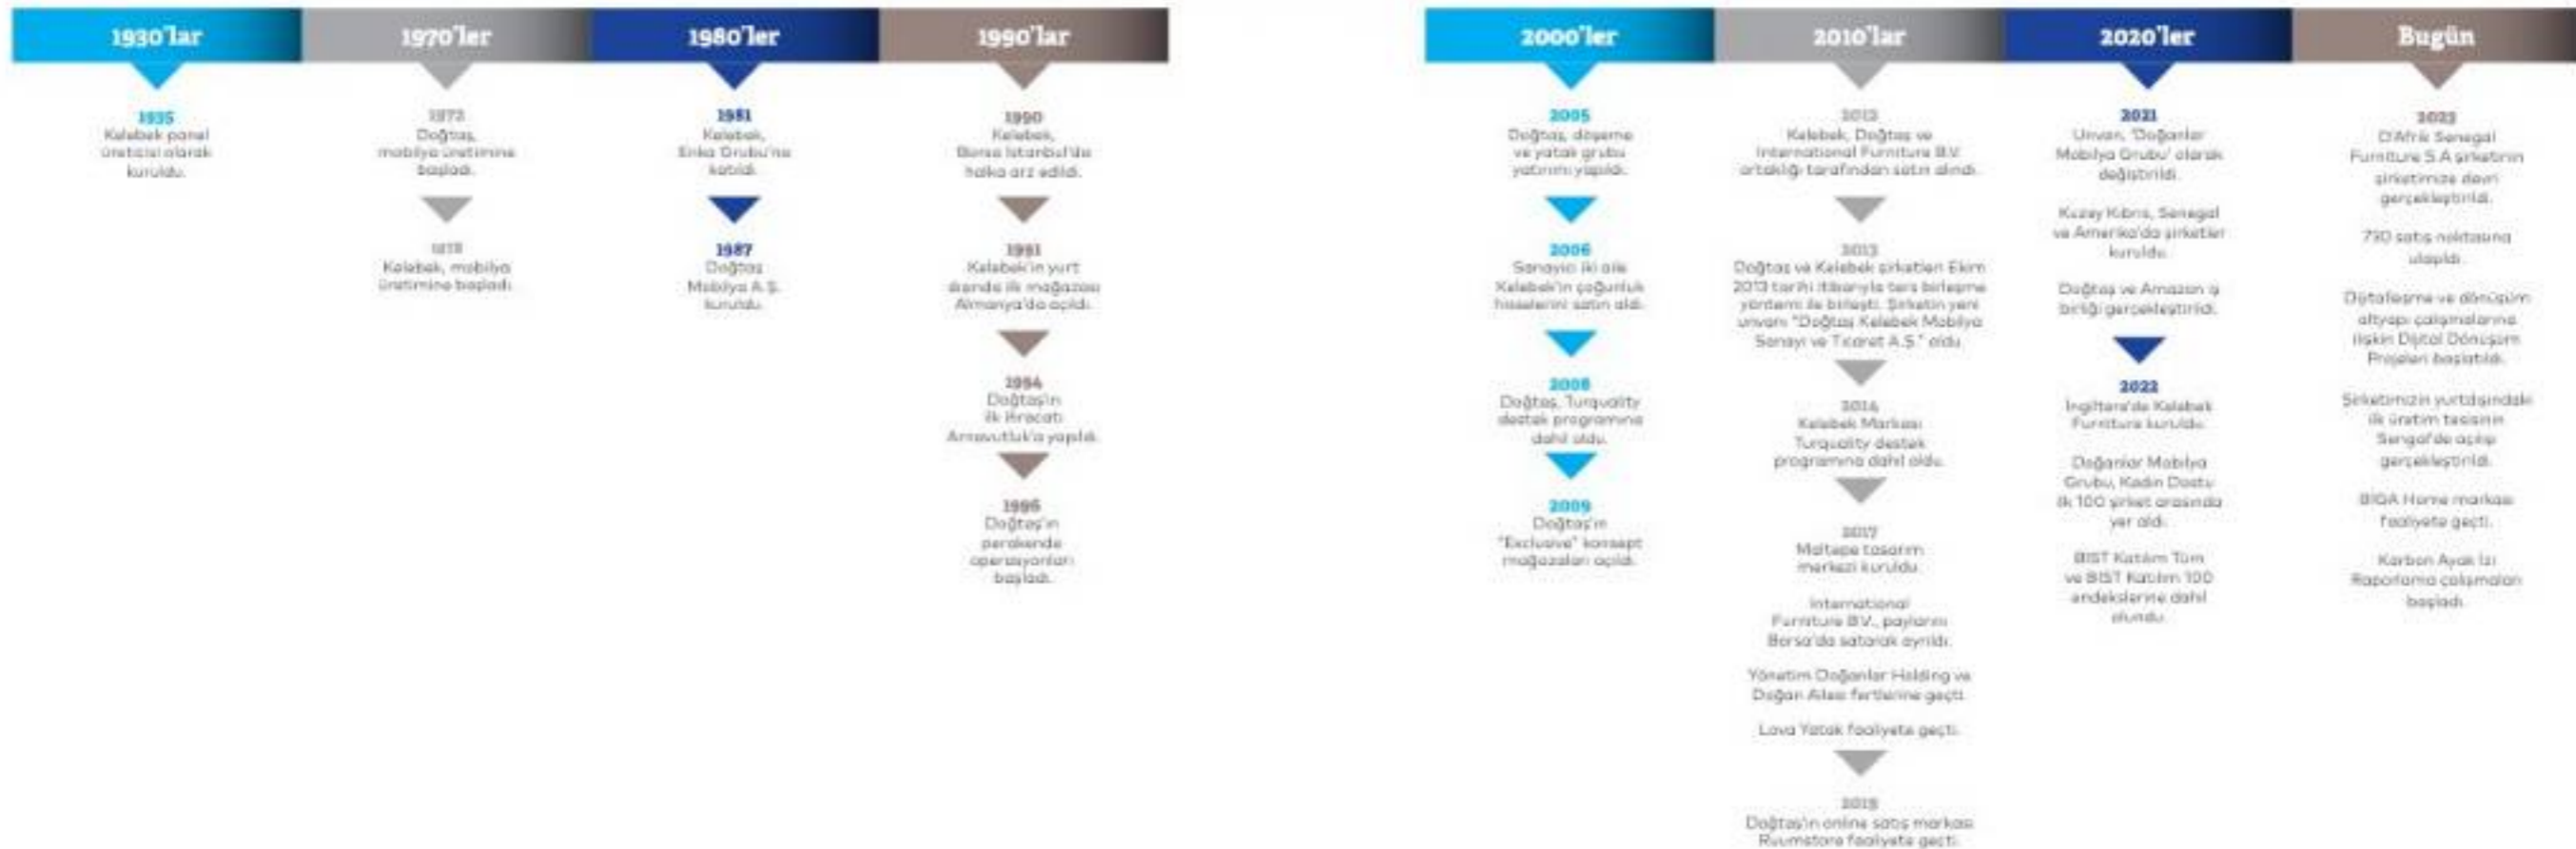 1930'lar
1935
Kelebek panel
üreticisi olarak
kuruldu.
1970'ler
1972
Doğtaş,
mobilya üretimine
başladı.
Kelebek, mobilya
üretimine başladı.
1980'ler
1981
Kelebek,
Enka Grubu'na
katıldı.
1987
Doğtaş
Mobilya A.Ş.
kuruldu.
1990'lar
1990
Kelebek,
Borsa İstanbul'da
halka arz edildi.
1991
Kelebek'in yurt
dışında ilk mağazası
Almanya'da açıldı.
1994
Doğtaş'ın
ilk ihracatı
Arnavutluk'a yapıldı.
1996
Doğtaş'ın
perakende
operasyonları
başladı.
2000'ler
2005
Doğtaş, döşeme
ve yatak grubu
yatırımı yapıldı.
2006
Sanayici iki aile
Kelebek'in çoğunluk
hisselerini satın aldı.
2008
Doğtaş, Turquality
destek programına
dahil oldu.
2009
Doğtaş'ın
"Exclusive" konsept
mağazaları açıldı.
2010'lar
2012
Kelebek, Doğtaş ve
International Furniture B.V.
ortaklığı tarafından satın alındı.
2013
Doğtaş ve Kelebek şirketleri Ekim
2013 tarihi itibarıyla ters birleşme
yöntemi ile birleşti. Şirketin yeni
unvanı "Doğtaş Kelebek Mobilya
Sanayi ve Ticaret A.Ş." oldu.
2014
Kelebek Markası
Turquality destek
programına dahil oldu.
2017
Maltepe tasarım
merkezi kuruldu.
International
Furniture B.V., paylarını
Borsa'da satarak ayrıldı.
Yönetim Doğanlar Holding ve
Doğan Ailesi fertlerine geçti.
Lova Yatak faaliyete geçti.
2019
Doğtaş'ın online satış markası
Ruumstore faaliyete geçti.
2020'ler
2021
Unvan, 'Doğanlar
Mobilya Grubu' olarak
değiştirildi.
Kuzey Kıbrıs, Senegal
ve Amerika'da şirketler
kuruldu.
Doğtaş ve Amazon iş
birliği gerçekleştirildi.
2022
İngiltere'de Kelebek
Furniture kuruldu.
Doğanlar Mobilya
Grubu, Kadın Dostu
ilk 100 şirket arasında
yer aldı.
BIST Katılım Tüm
ve BIST Katılım 100
endekslerine dahil
olundu.
Bugün
2023
D'Afrik Senegal
Furniture S.A şirketinin
şirketimize devri
gerçekleştirildi.
730 satış noktasına
ulaşıldı.
Dijitalleşme ve dönüşüm
altyapı çalışmalarına
ilişkin Dijital Dönüşüm
Projeleri başlatıldı.
Şirketimizin yurtdışındaki
ilk üretim tesisinin
Sengal'de açılışı
gerçekleştirildi.
BIGA Home markası
faaliyete geçti.
Karbon Ayak İzi
Raporlama çalışmaları
başladı.